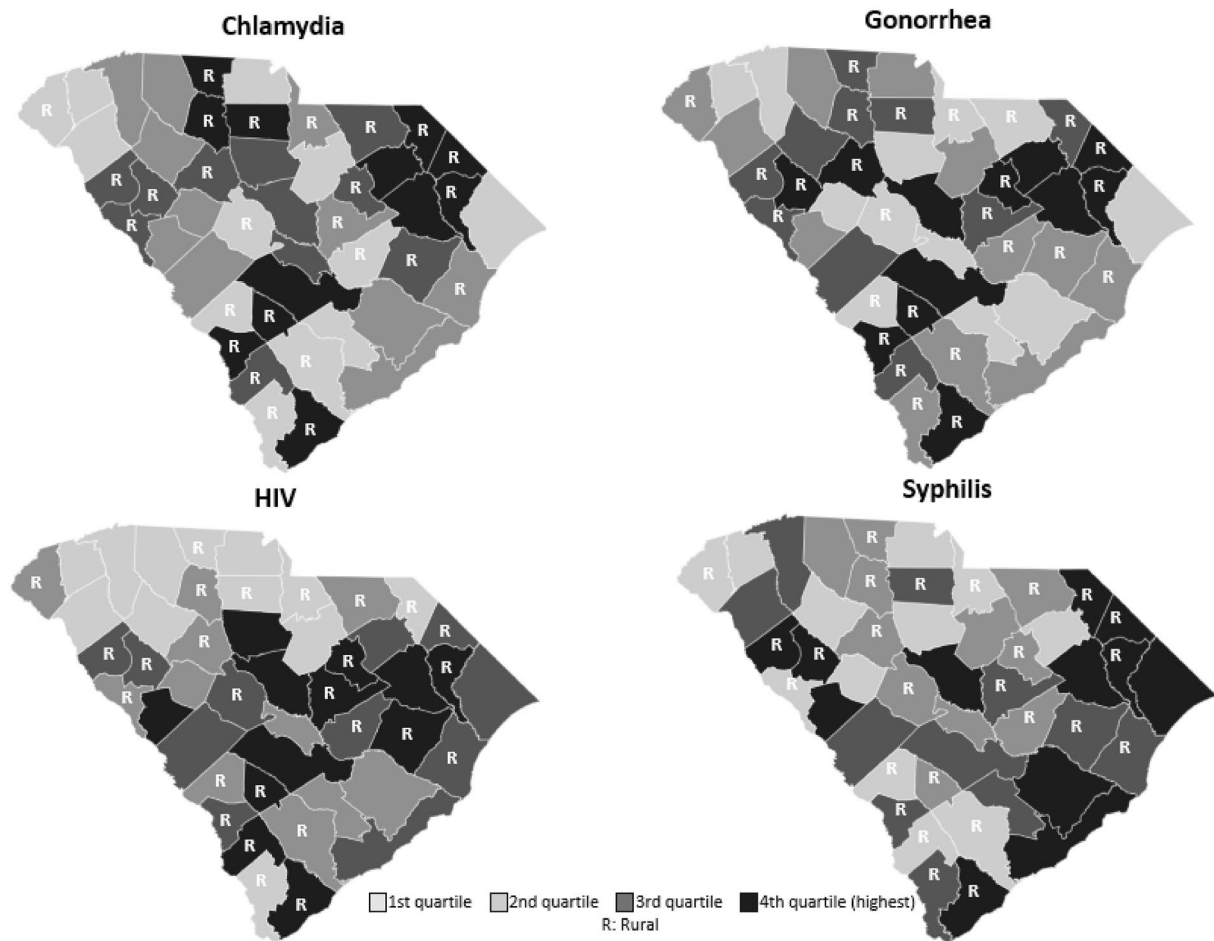 Chlamydia
R
R R R R R R
R
R R R R R
R R R
R
R
R R
R R R
R R
Gonorrhea
R
R R R R R R
R
R R R R R
R R R
R R R
R R
R R R
R R
HIV
R
R R R R R R
R
R R R R R
R R R
R R R
R R
R R R
R R
Syphilis
R
R R R R R R
R
R R R R R
R R R
R R R
R R
R R R
R R
1st quartile 2nd quartile 3rd quartile 4th quartile (highest)
R: Rural